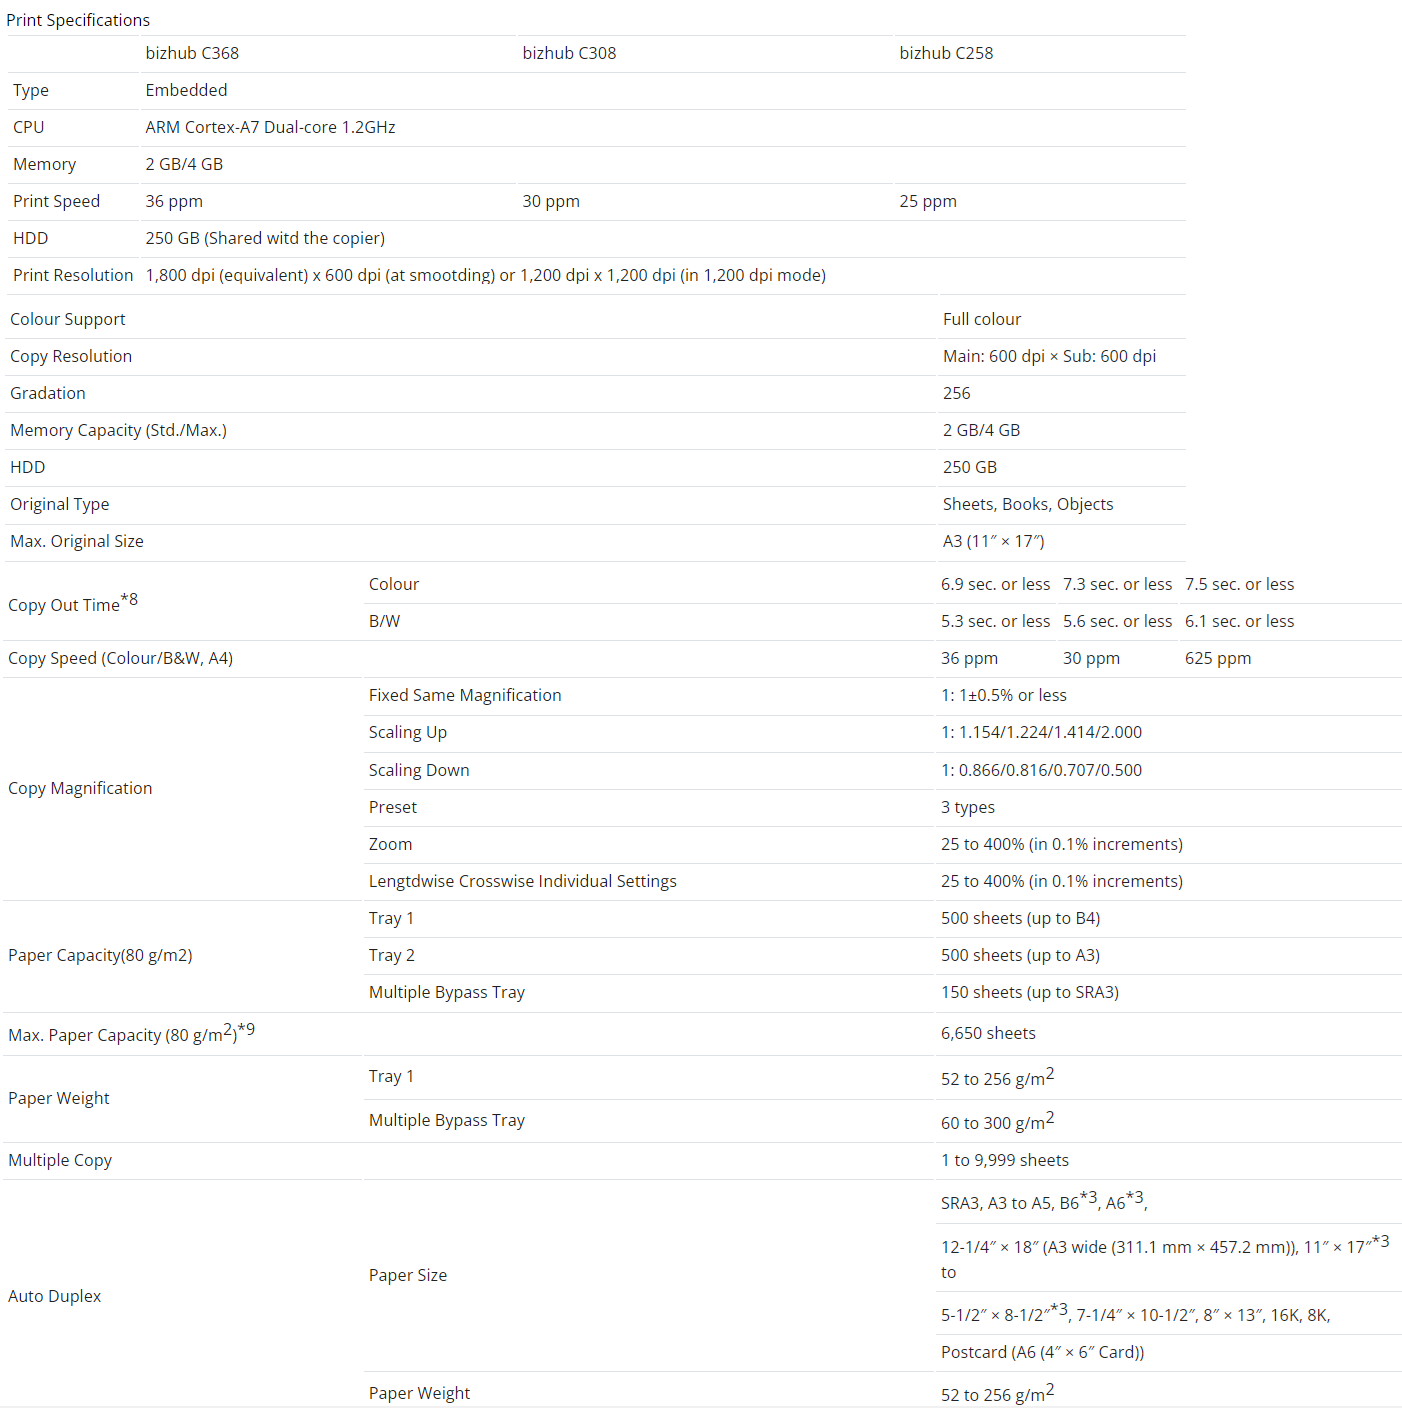 Print Specifications
bizhub C368 bizhub C308 bizhub C258
Type Embedded
CPU ARM Cortex-A7 Dual-core 1.2GHz
Memory 2 GB/4 GB
Print Speed 36 ppm 30 ppm 25 ppm
HDD 250 GB (Shared witd the copier)
Print Resolution 1,800 dpi (equivalent) x 600 dpi (at smootding) or 1,200 dpi x 1,200 dpi (in 1,200 dpi mode)
Colour Support Full colour
Copy Resolution Main: 600 dpi × Sub: 600 dpi
Gradation 256
Memory Capacity (Std./Max.) 2 GB/4 GB
HDD 250 GB
Original Type Sheets, Books, Objects
Max. Original Size A3 (11″ × 17″)
Copy Out Time*8
Colour 6.9 sec. or less 7.3 sec. or less 7.5 sec. or less
B/W 5.3 sec. or less 5.6 sec. or less 6.1 sec. or less
Copy Speed (Colour/B&W, A4) 36 ppm 30 ppm 625 ppm
Copy Magnification
Fixed Same Magnification 1: 1±0.5% or less
Scaling Up 1: 1.154/1.224/1.414/2.000
Scaling Down 1: 0.866/0.816/0.707/0.500
Preset 3 types
Zoom 25 to 400% (in 0.1% increments)
Lengtdwise Crosswise Individual Settings 25 to 400% (in 0.1% increments)
Paper Capacity(80 g/m2)
Tray 1 500 sheets (up to B4)
Tray 2 500 sheets (up to A3)
Multiple Bypass Tray 150 sheets (up to SRA3)
Max. Paper Capacity (80 g/m2)*9 6,650 sheets
Paper Weight
Tray 1 52 to 256 g/m2
Multiple Bypass Tray 60 to 300 g/m2
Multiple Copy 1 to 9,999 sheets
Auto Duplex
Paper Size
SRA3, A3 to A5, B6*3, A6*3,
12-1/4″ × 18″ (A3 wide (311.1 mm × 457.2 mm)), 11″ × 17″*3
to
5-1/2″ × 8-1/2″*3, 7-1/4″ × 10-1/2″, 8″ × 13″, 16K, 8K,
Postcard (A6 (4″ × 6″ Card))
Paper Weight 52 to 256 g/m2